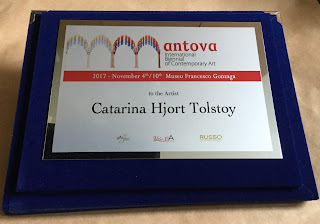 mantova
International
Biennial
of Contemporary Art
2017 - November 4th/10th Museo Francesco Gonzaga
to the Artist
Catarina Hjort Tolstoy
RUSSO